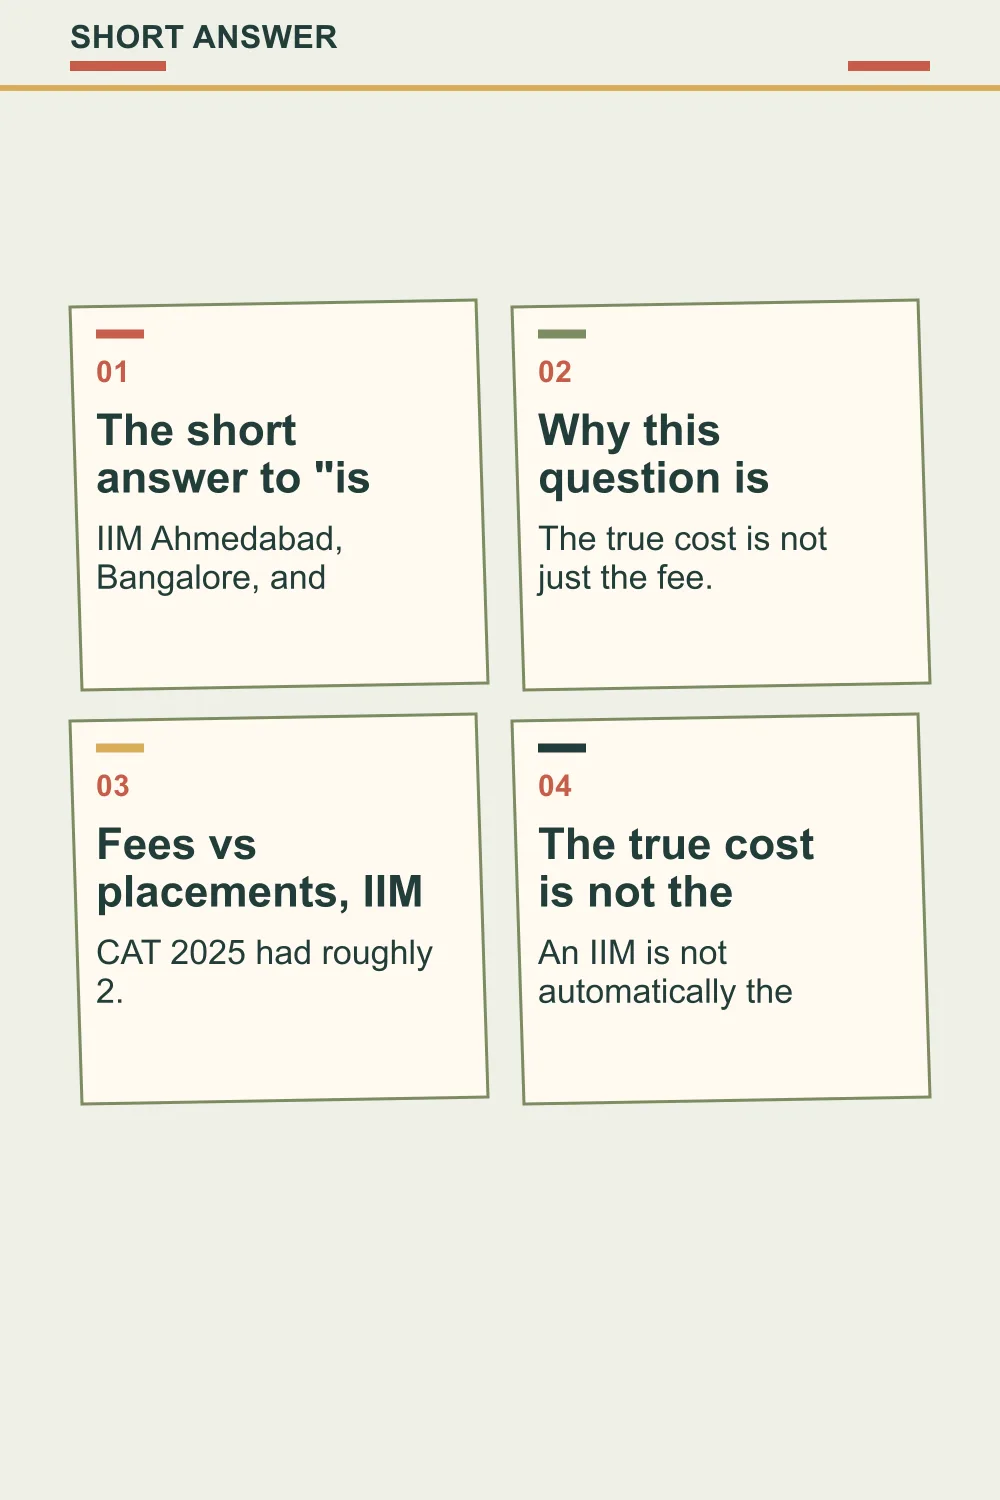 SHORT ANSWER
01
The short
answer to "is
IIM Ahmedabad,
Bangalore, and
02
Why this
question is
The true cost is not
just the fee.
03
Fees vs
placements, IIM
CAT 2025 had roughly
2.
04
The true cost
is not the
An IIM is not
automatically the